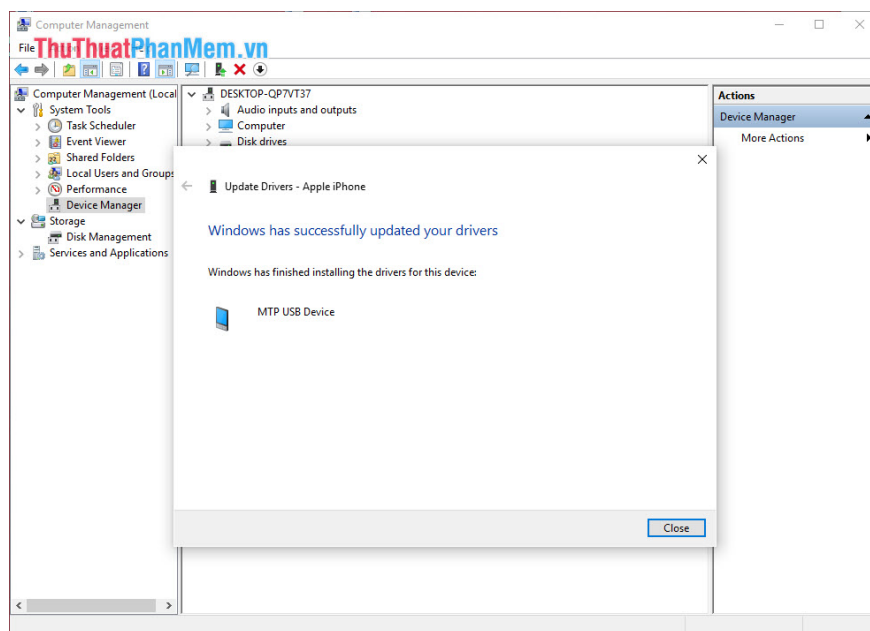 Computer Management
File
ThuThuatPhanMem.vn
Computer Management (Local
System Tools
Task Scheduler
Event Viewer
Shared Folders
Local Users and Groups
Performance
Device Manager
Storage
Disk Management
Services and Applications
DESKTOP-QP7VT37
Audio inputs and outputs
Computer
Disk drives
Actions
Device Manager
More Actions
Update Drivers - Apple iPhone
Windows has successfully updated your drivers
Windows has finished installing the drivers for this device:
MTP USB Device
Close